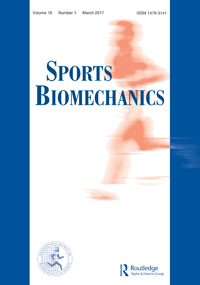 Volume 16 Number 1 March 2017 ISSN 1476-3141
SPORTS
BIOMECHANICS
Routledge
Taylor & Francis Group